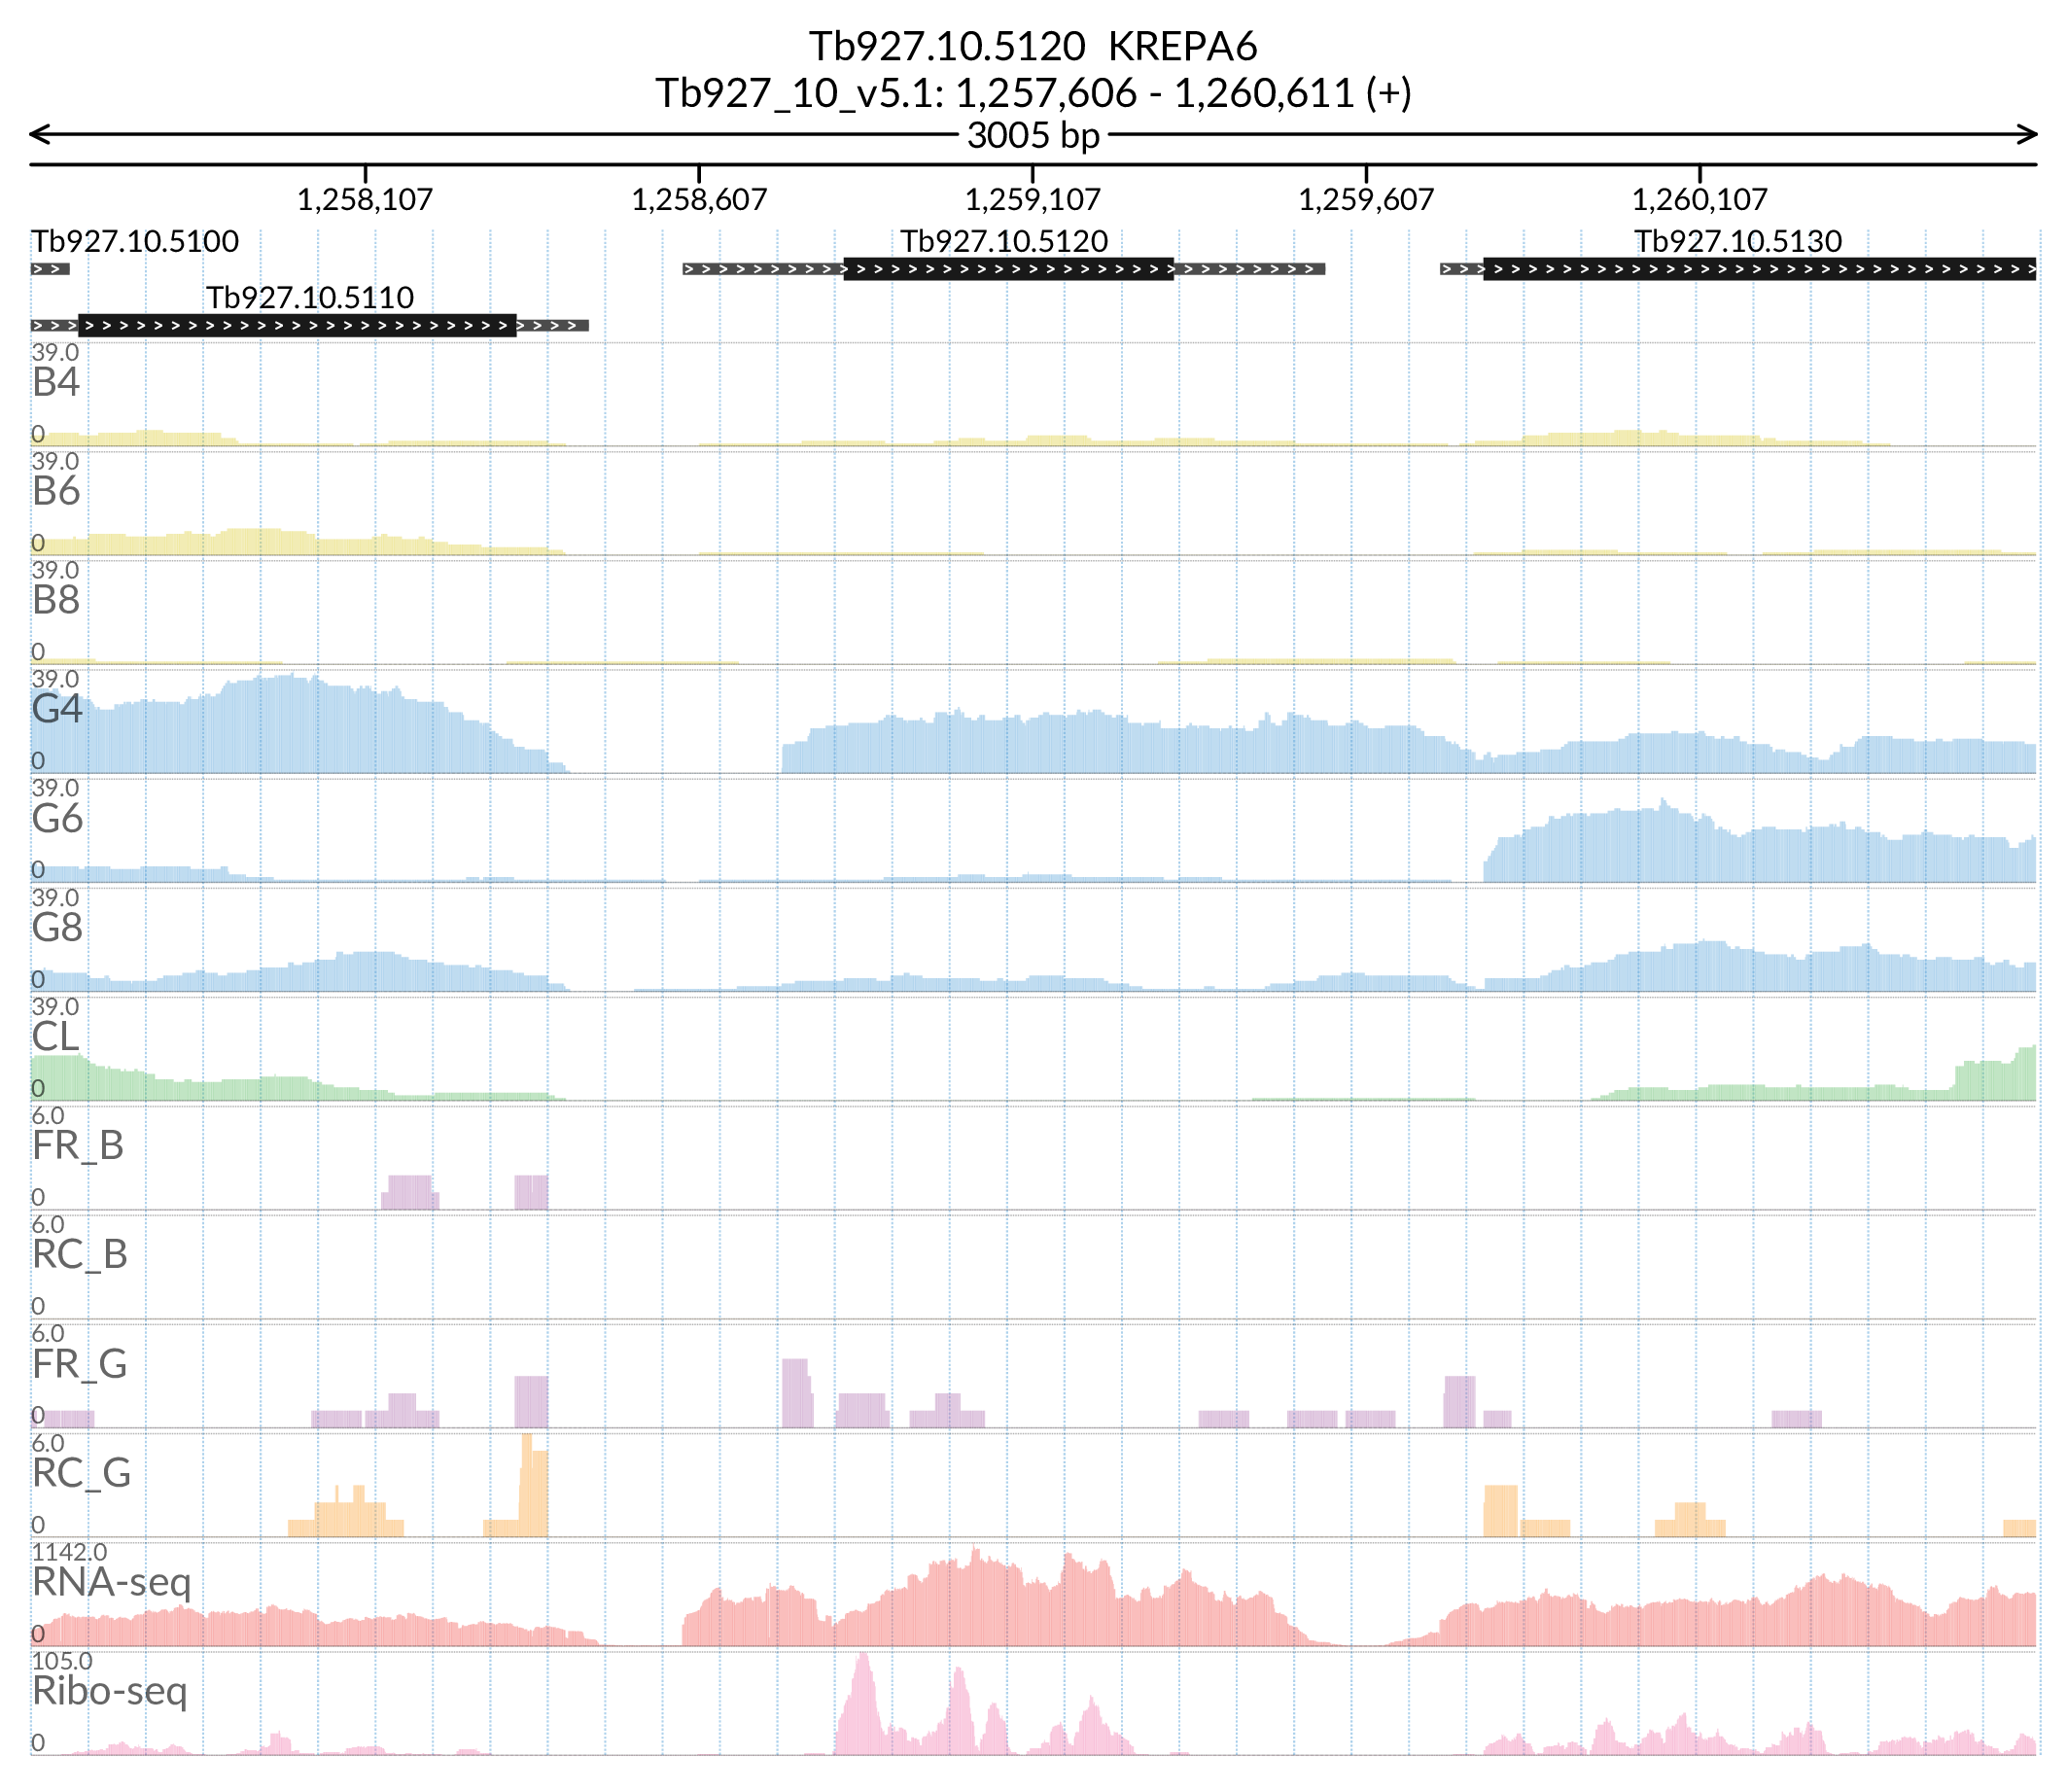 Tb927.10.5120 KREPA6
Tb927_10_v5.1: 1,257,606 - 1,260,611 (+)
3005 bp
1,258,107 1,258,607 1,259,107 1,259,607 1,260,107
Tb927.10.5100 Tb927.10.5120 Tb927.10.5130
Tb927.10.5110
39.0
B4
0
39.0
B6
0
39.0
B8
0
39.0
G4
0
39.0
G6
0
39.0
G8
0
39.0
CL
0
6.0
FR_B
0
6.0
RC_B
0
6.0
FR_G
0
6.0
RC_G
0
1142.0
RNA-seq
0
105.0
Ribo-seq
0